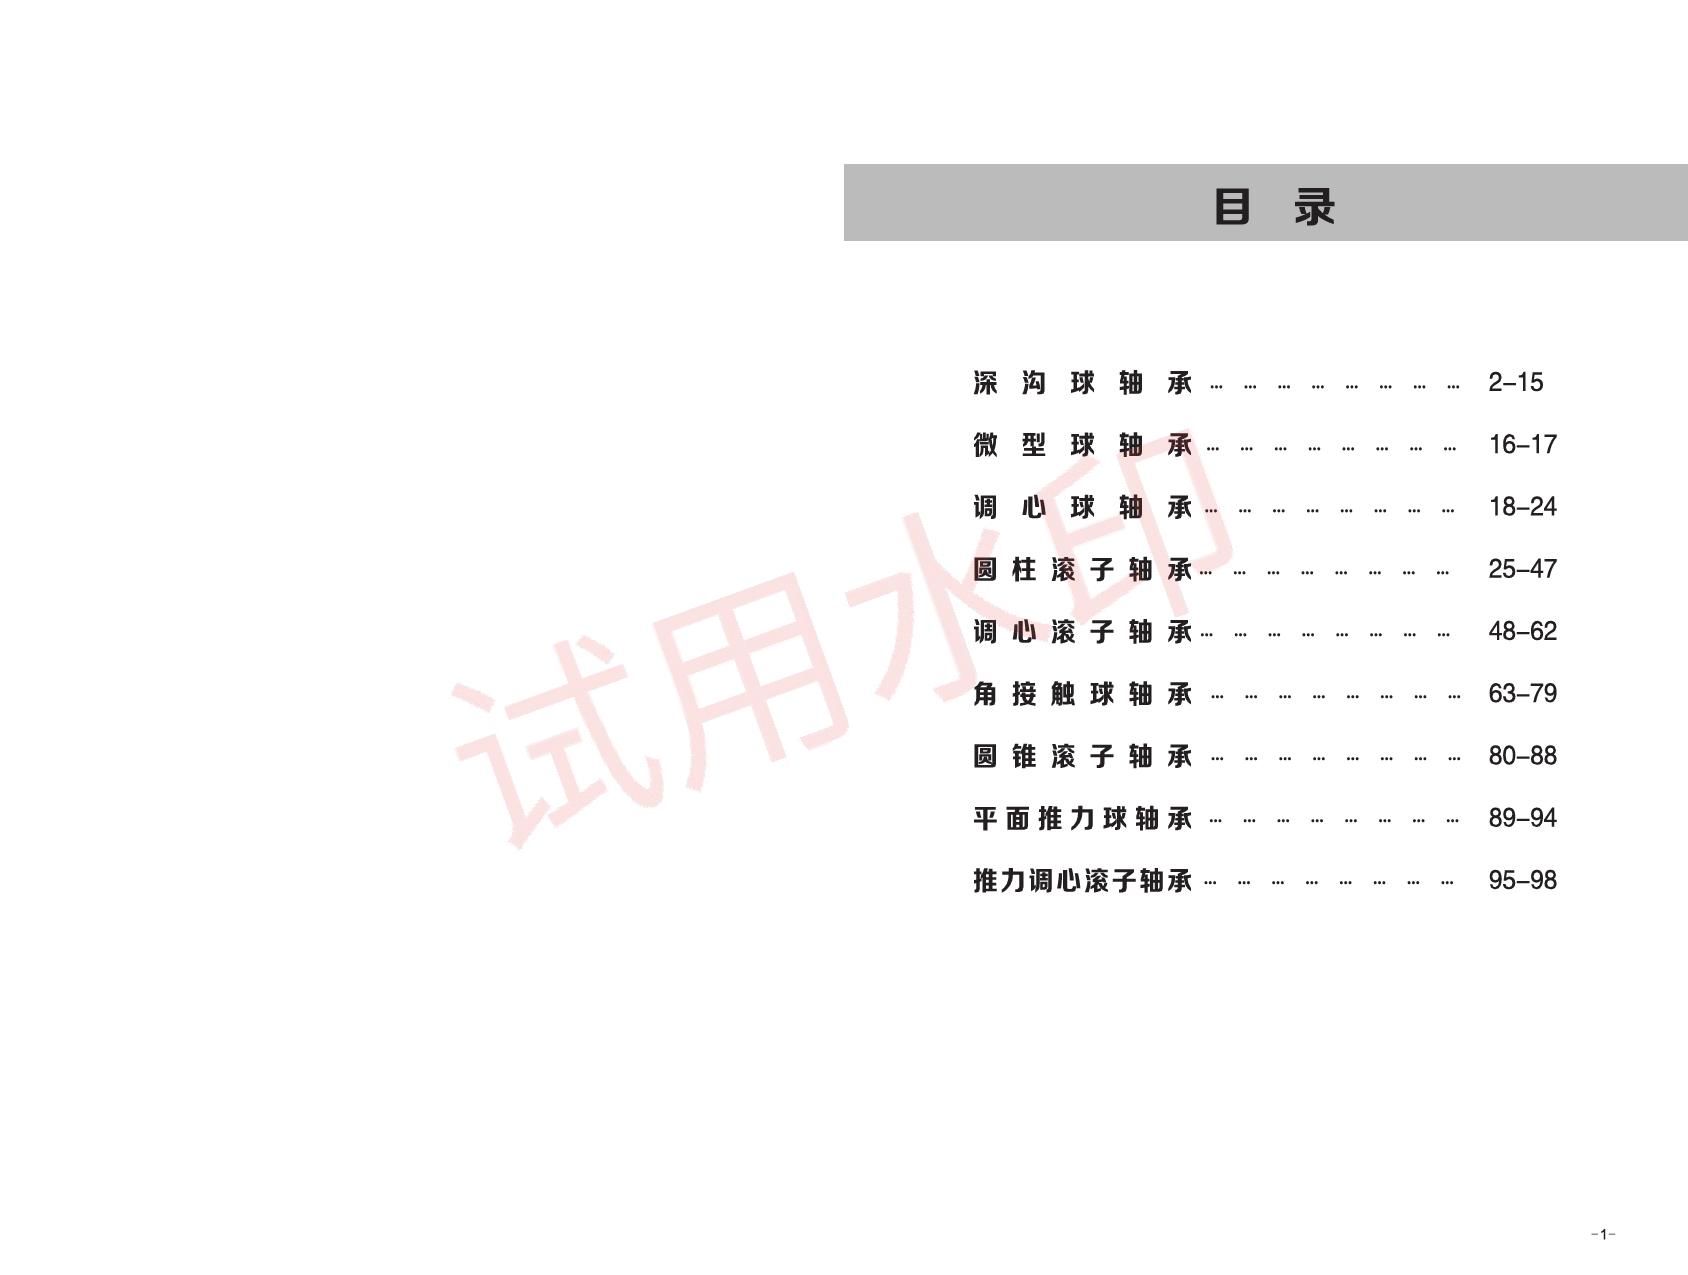 目 录
深沟球轴承 … … … … … … … … 2–15
微型球轴承 … … … … … … … … 16–17
调心球轴承 … … … … … … … … 18–24
圆柱滚子轴承 … … … … … … … … 25–47
调心滚子轴承 … … … … … … … … 48–62
角接触球轴承 … … … … … … … … 63–79
圆锥滚子轴承 … … … … … … … … 80–88
平面推力球轴承 … … … … … … … … 89–94
推力调心滚子轴承 … … … … … … … … 95–98
试用水印
-1-